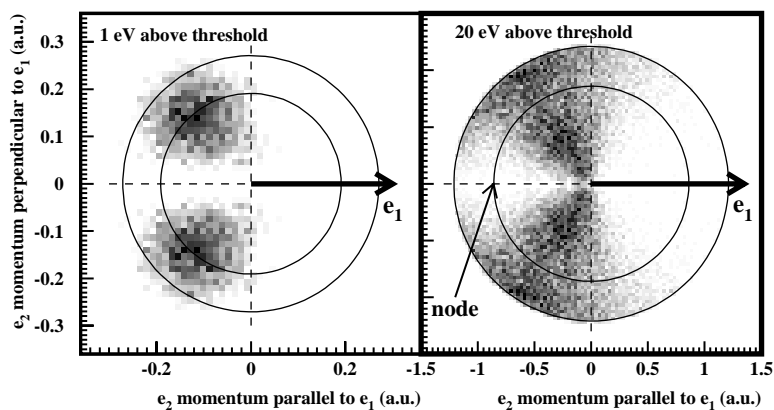 1 eV above threshold
20 eV above threshold
e2 momentum perpendicular to e1 (a.u.)
0.3
0.2
0.1
0
-0.1
-0.2
-0.3
e1
e1
node
-0.2
0
0.2
-1.5
-1
-0.5
0
0.5
1
1.5
e2 momentum parallel to e1 (a.u.)
e2 momentum parallel to e1 (a.u.)